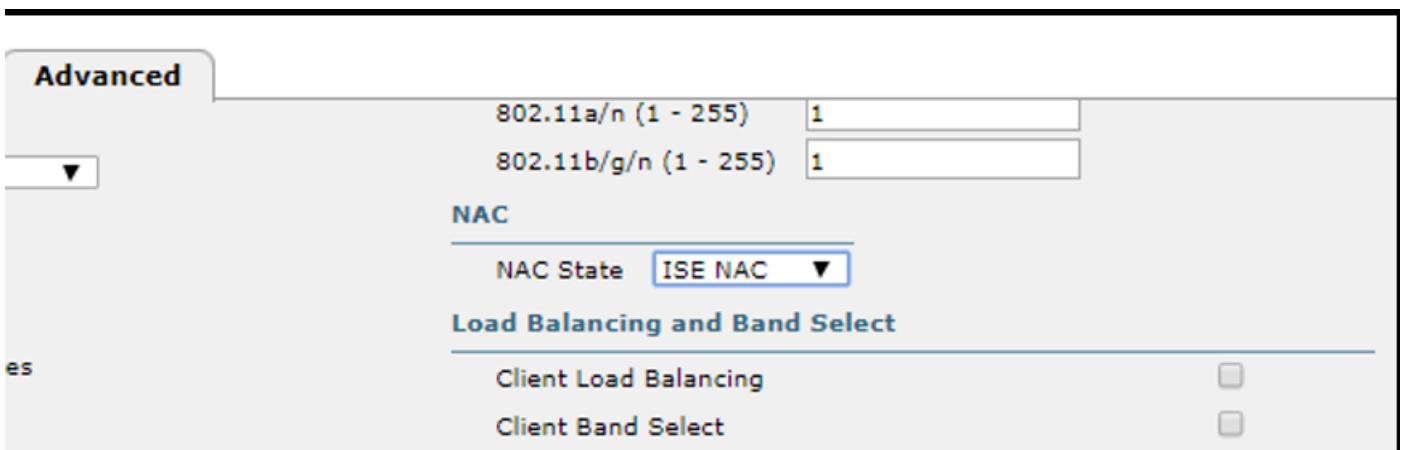 Advanced
802.11a/n (1 - 255) 1
802.11b/g/n (1 - 255) 1
NAC
NAC State ISE NAC
Load Balancing and Band Select
es
Client Load Balancing
Client Band Select